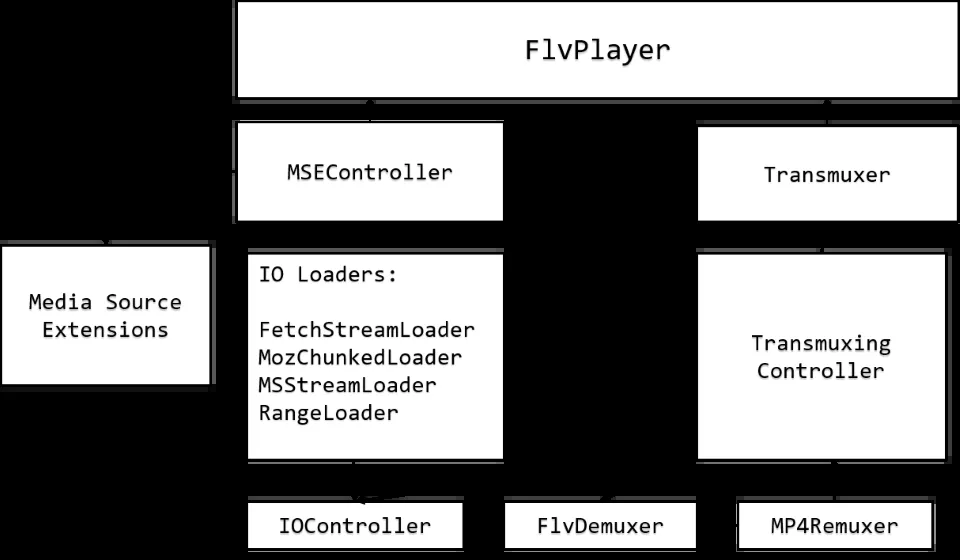 FlvPlayer
MSEController
Transmuxer
Media Source
Extensions
IO Loaders:
FetchStreamLoader
MozChunkedLoader
MSStreamLoader
RangeLoader
Transmuxing
Controller
IOController
FlvDemuxer
MP4Remuxer